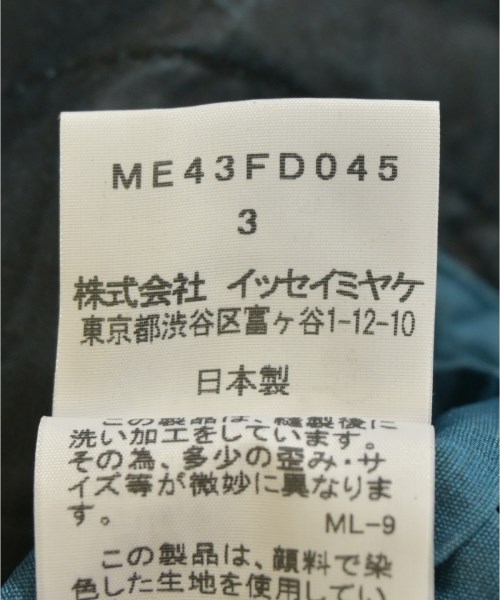 ME43FD045
3
株式会社 イッセイミヤケ
東京都渋谷区富ヶ谷1-12-10
日本製
この製品は、縫製後に
洗い加工をしています。
その為、多少の歪み・サ
イズ等が微妙に異なりま
す。
ML-9
この製品は、顔料で染
色した生地を使用してい